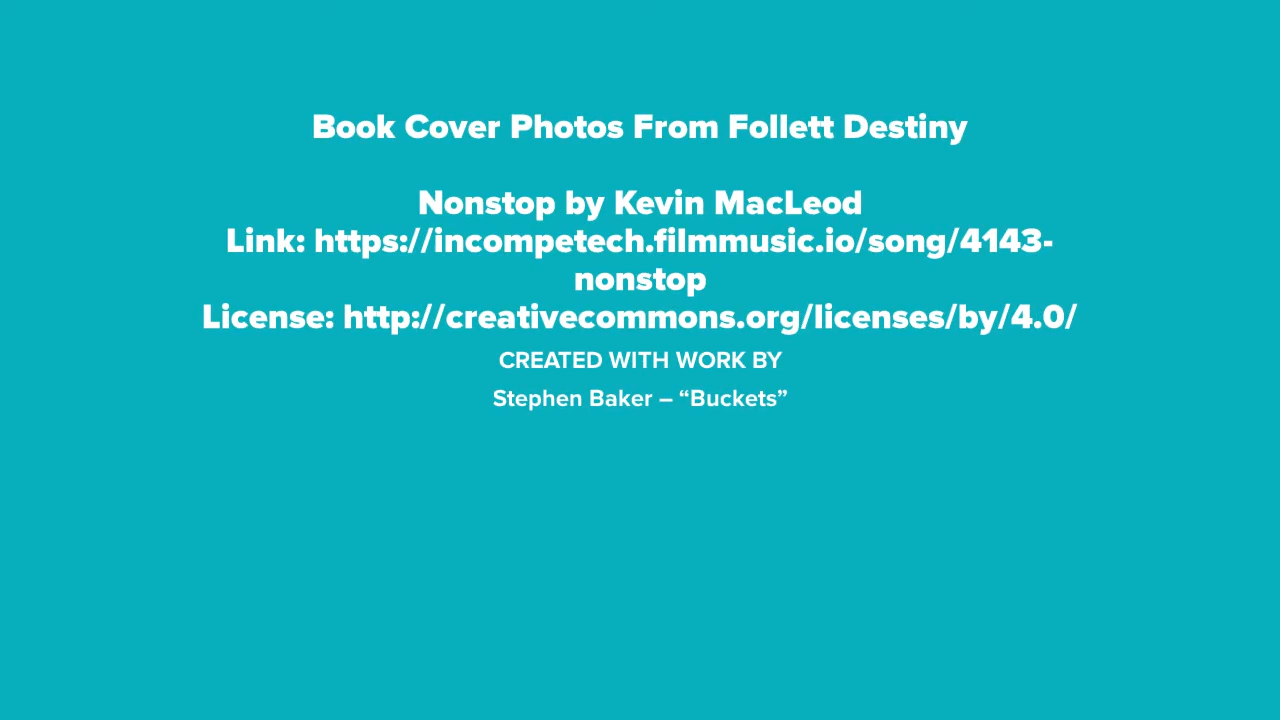 Book Cover Photos From Follett Destiny
Nonstop by Kevin MacLeod
Link: https://incompetech.filmmusic.io/song/4143-
nonstop
License: http://creativecommons.org/licenses/by/4.0/
CREATED WITH WORK BY
Stephen Baker – “Buckets”